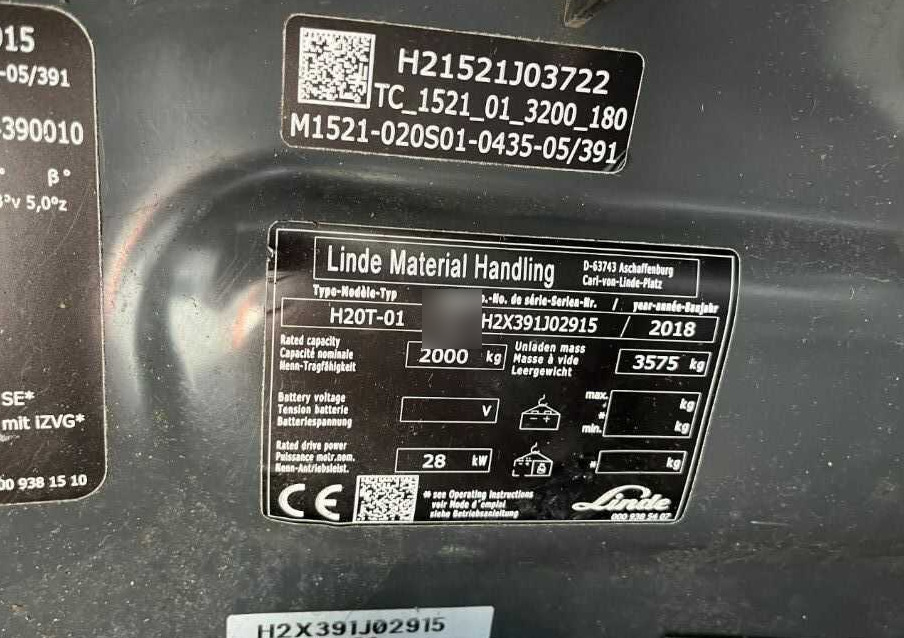 915
-05/391
390010
° β°
°v 5,0°z
SE*
mit iZVG*
00 938 15 10
H21521J03722
TC_1521_01_3200_180
M1521-020S01-0435-05/391
Linde Material Handling
D-63743 Aschaffenburg
Carl-von-Linde-Platz
Type-Modèle-Typ
.-No. de série-Serien-Nr. / year-année-Baujahr
H20T-01 H2X391J02915 / 2018
Rated capacity
Capacité nominale
Nenn-Tragfähigkeit
2000 kg
Unladen mass
Masse à vide
Leergewicht
3575 kg
Battery voltage
Tension batterie
Batteriespannung
V
- +
max.
*
min.
kg
kg
Rated drive power
Puissance motr.nom.
Nenn-Antriebsleist.
28 kW
* kg
CE
* see Operating Instructions
voir Mode d'emploi
siehe Betriebsanleitung
Linde
000 938 54 07
H2X391J02915